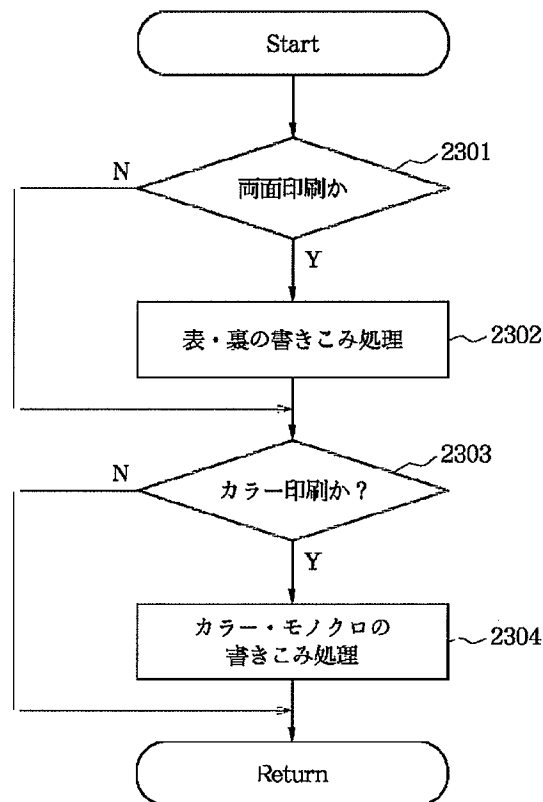 Start
2301
N
両面印刷か
Y
表・裏の書きこみ処理
2302
2303
N
カラー印刷か？
Y
カラー・モノクロの
書きこみ処理
2304
Return